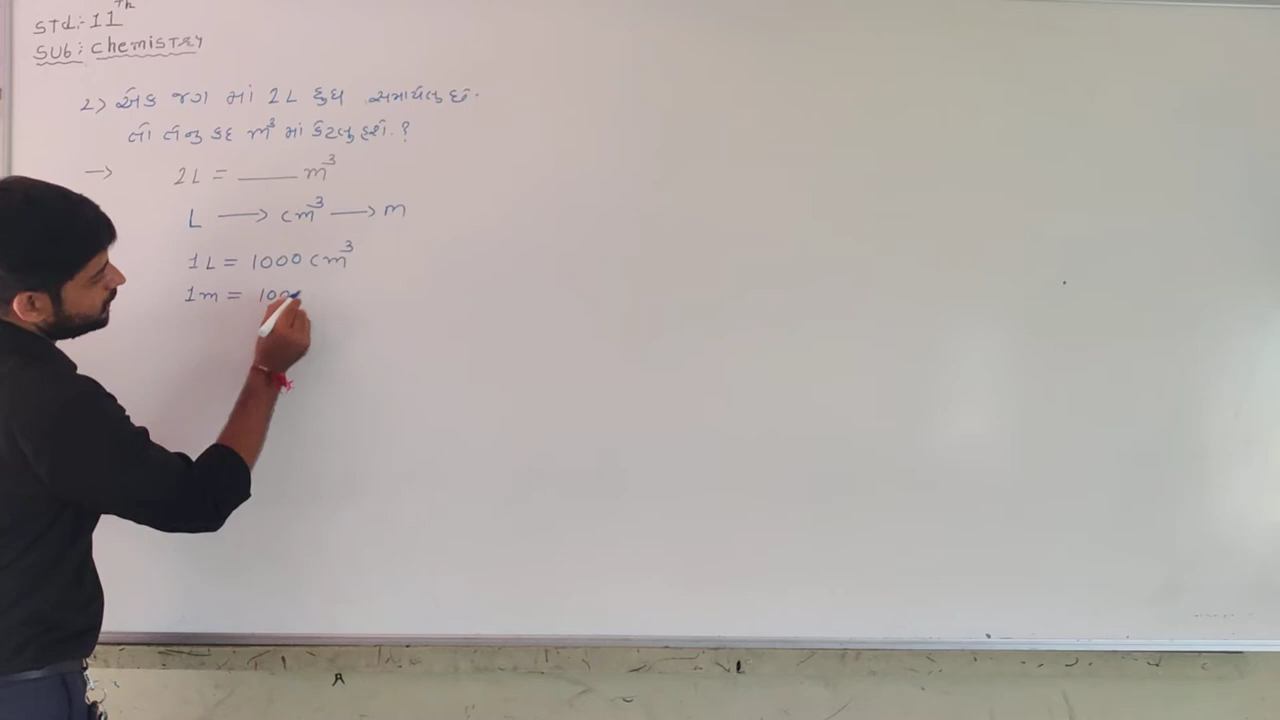 STd:- 11th
SUb: ChemisTRY
2) એક જગ માં 2L દુધ સમાયેલુ છે.
તો તેનુ કદ m³ માં કેટલુ હશે.?
→ 2L = ____ m³
L → cm³ → m
1L = 1000 cm³
1m = 100